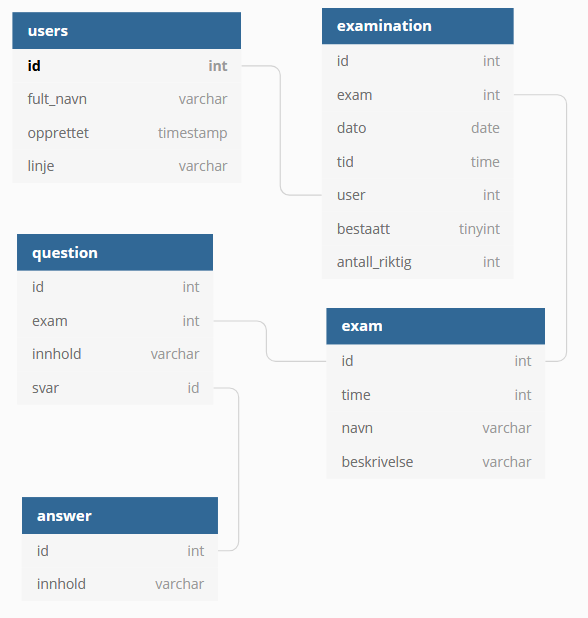 users
id int
fult_navn varchar
opprettet timestamp
linje varchar
examination
id int
exam int
dato date
tid time
user int
bestaatt tinyint
antall_riktig int
question
id int
exam int
innhold varchar
svar id
exam
id int
time int
navn varchar
beskrivelse varchar
answer
id int
innhold varchar